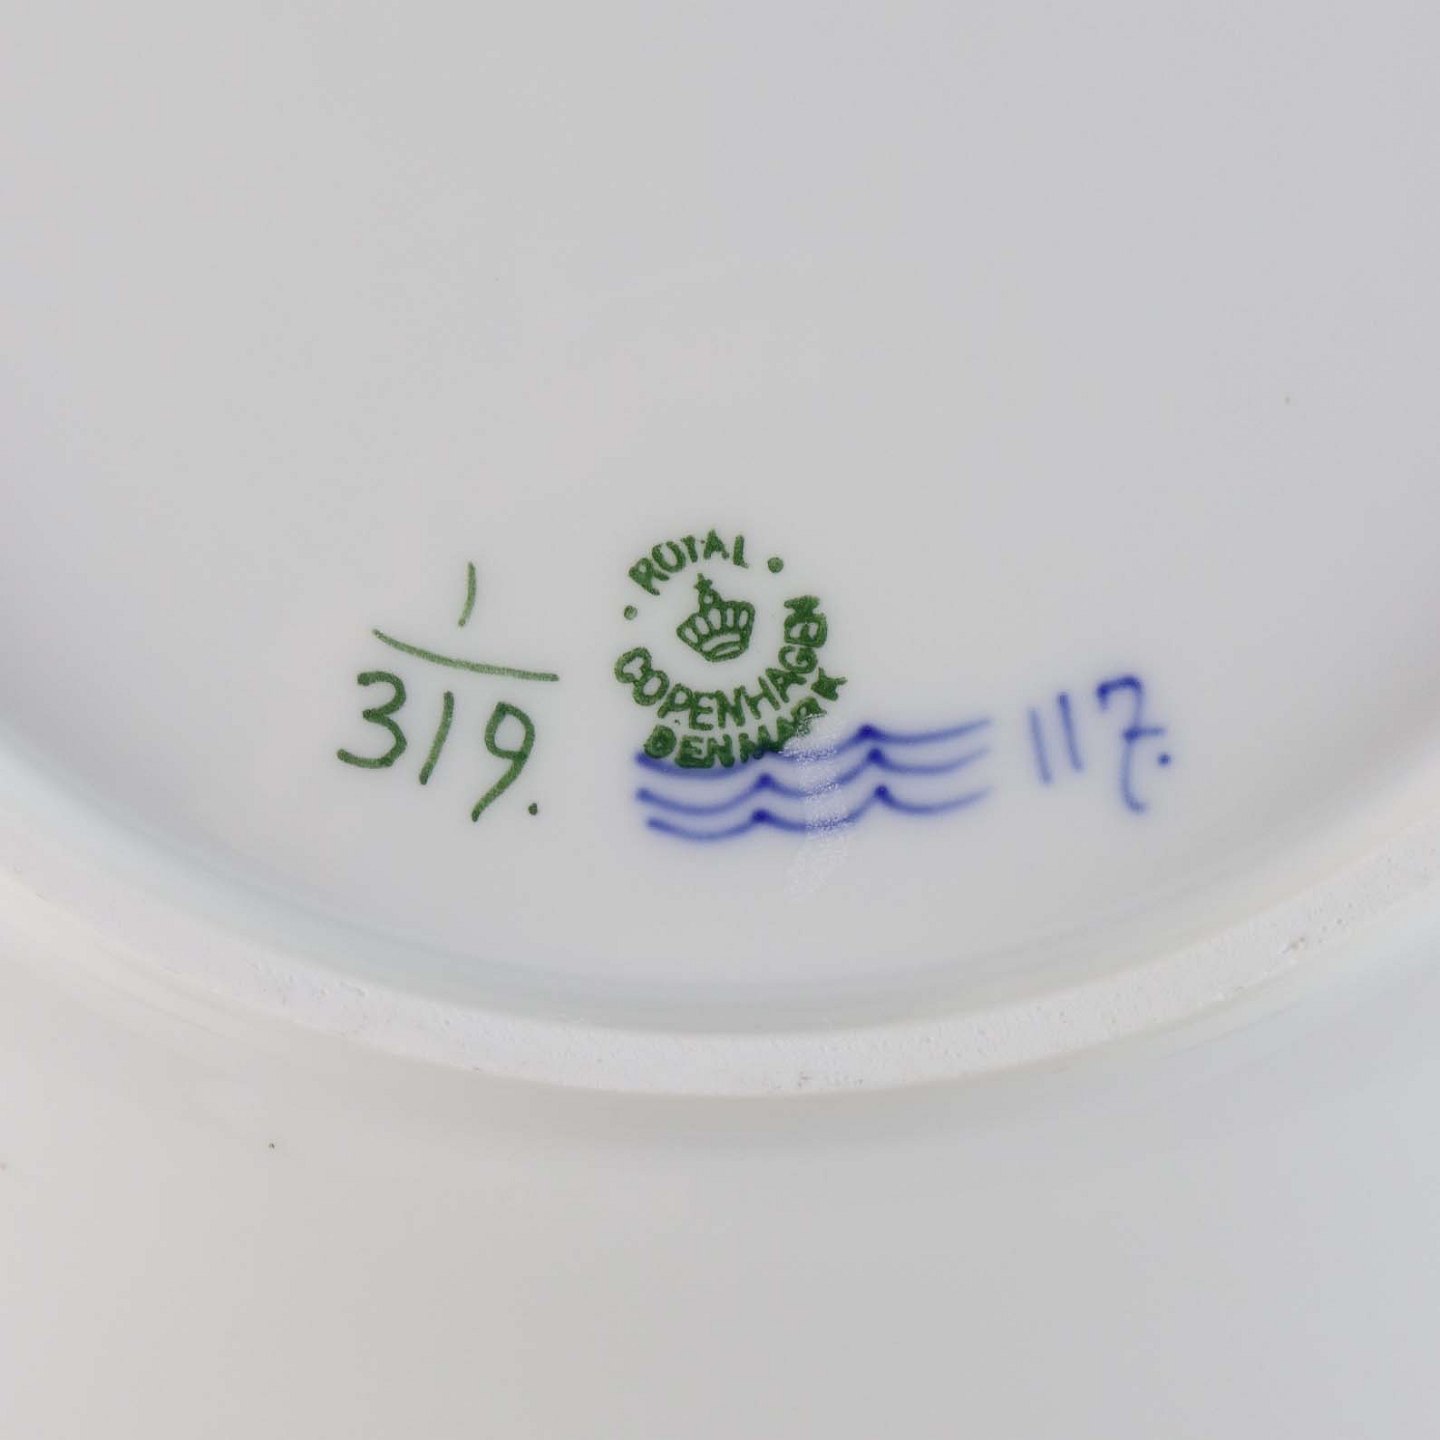 1
319.
ROYAL
COPENHAGEN
DENMARK
117.